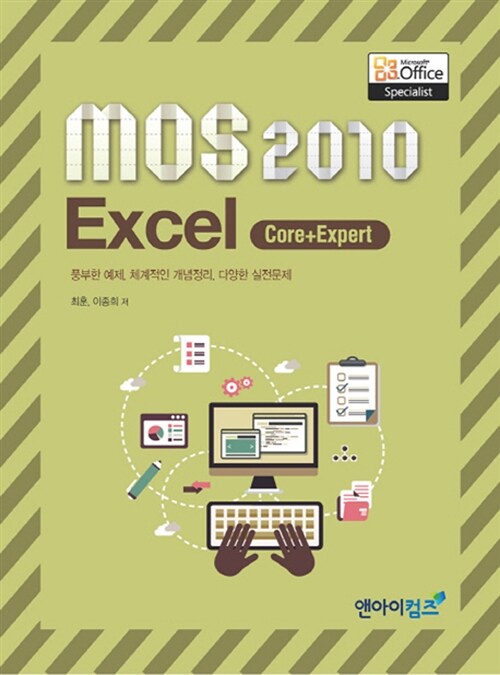 Microsoft
Office
Specialist
MOS 2010
Excel Core+Expert
풍부한 예제, 체계적인 개념정리, 다양한 실전문제
최훈, 이종희 저
앤아이컴즈